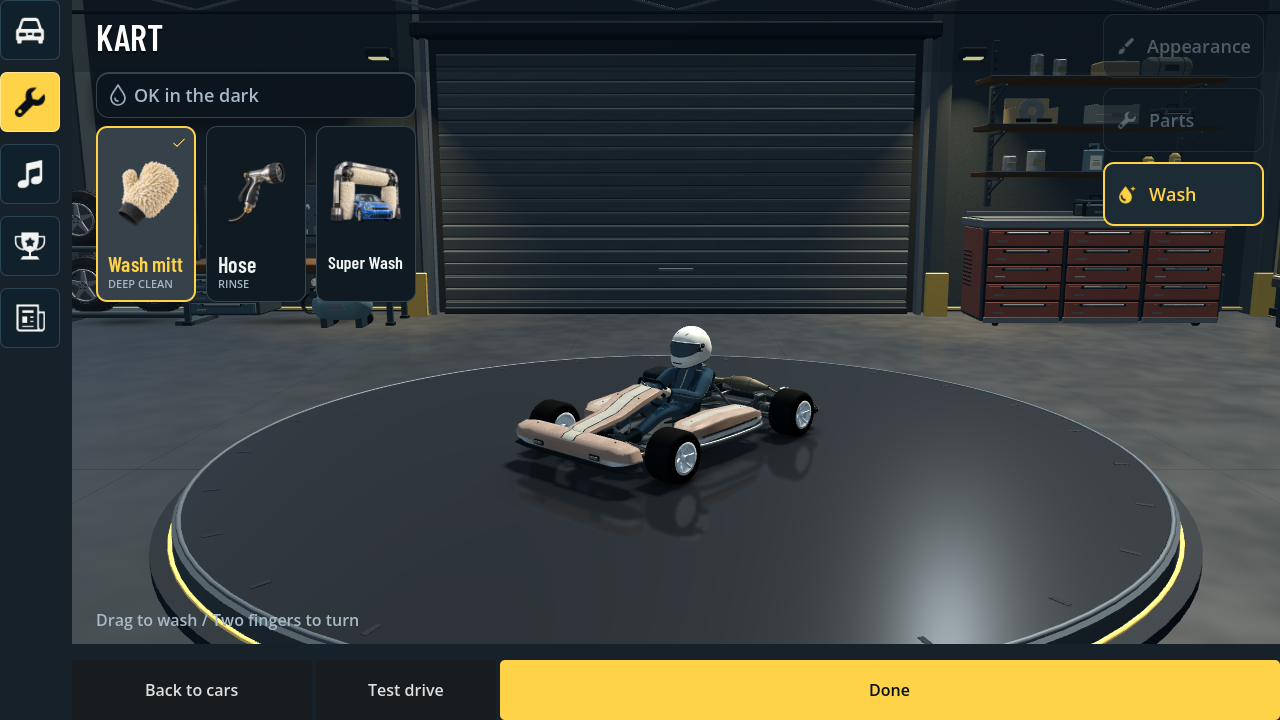 KART
OK in the dark
Wash mitt
DEEP CLEAN
Hose
RINSE
Super Wash
Appearance
Parts
Wash
Drag to wash / Two fingers to turn
Back to cars
Test drive
Done